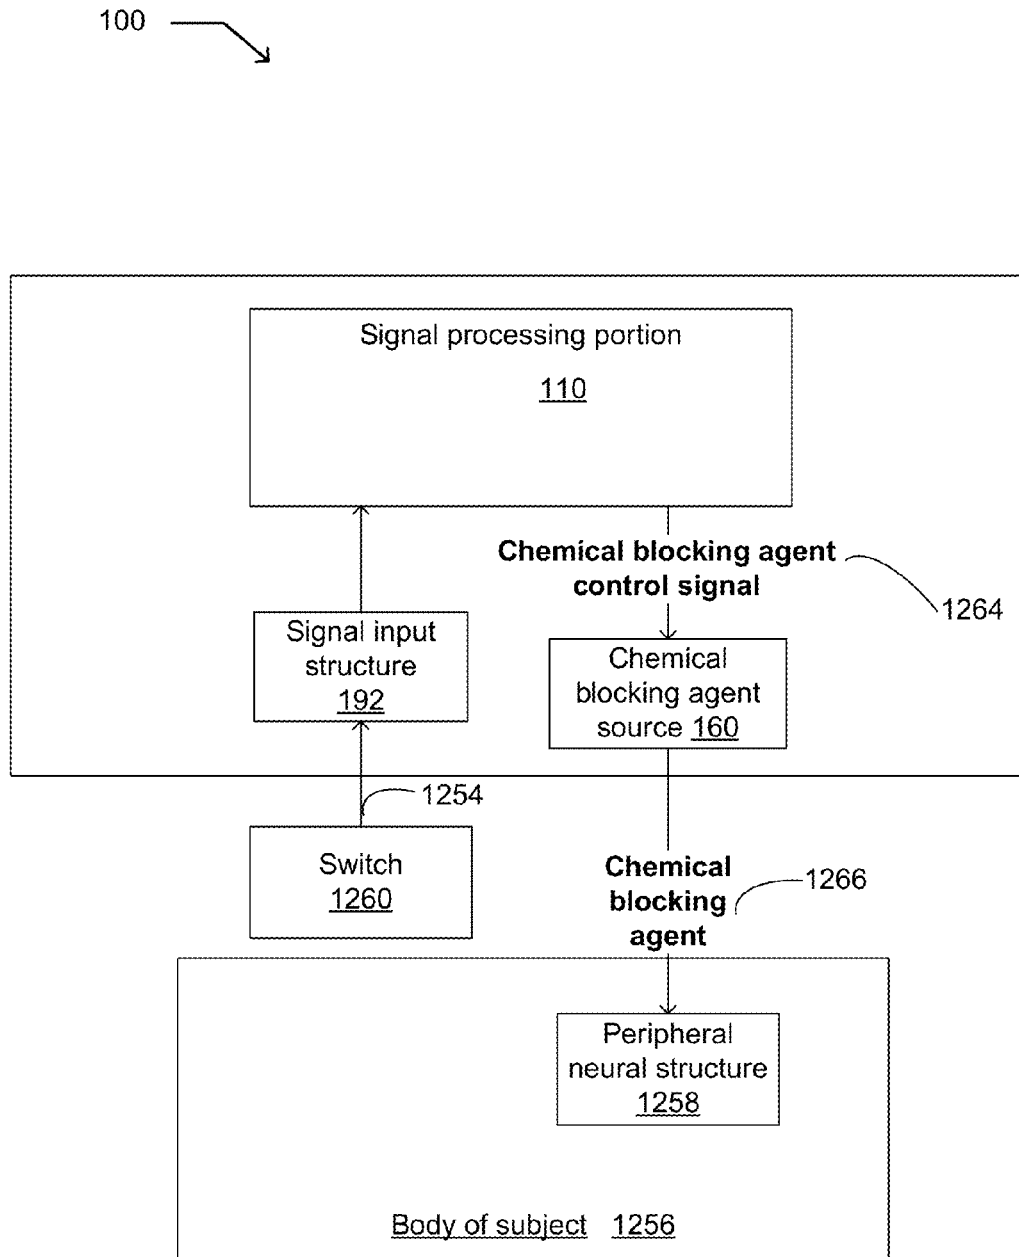 100
Signal processing portion
110
Chemical blocking agent
control signal
1264
Signal input
structure
192
Chemical
blocking agent
source 160
1254
Switch
1260
Chemical
blocking
agent
1266
Peripheral
neural structure
1258
Body of subject 1256